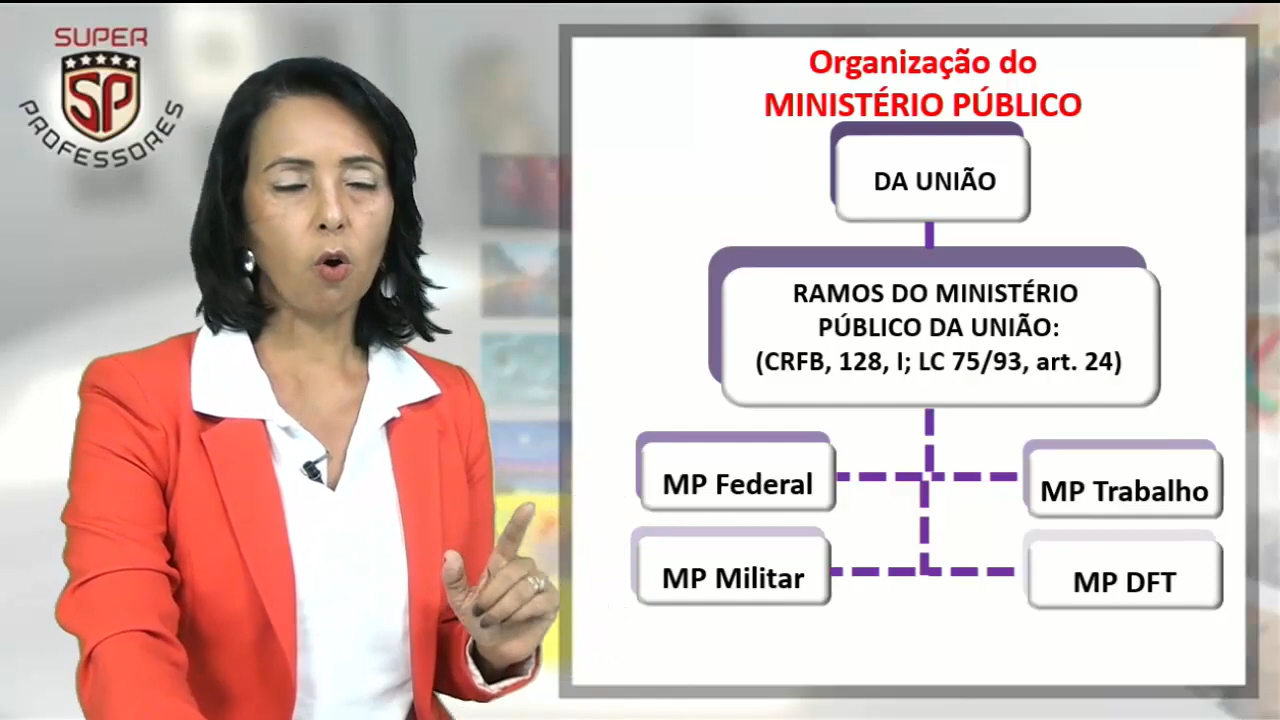 SUPER
SP
PROFESSORES
Organização do
MINISTÉRIO PÚBLICO
DA UNIÃO
RAMOS DO MINISTÉRIO
PÚBLICO DA UNIÃO:
(CRFB, 128, I; LC 75/93, art. 24)
MP Federal
MP Trabalho
MP Militar
MP DFT